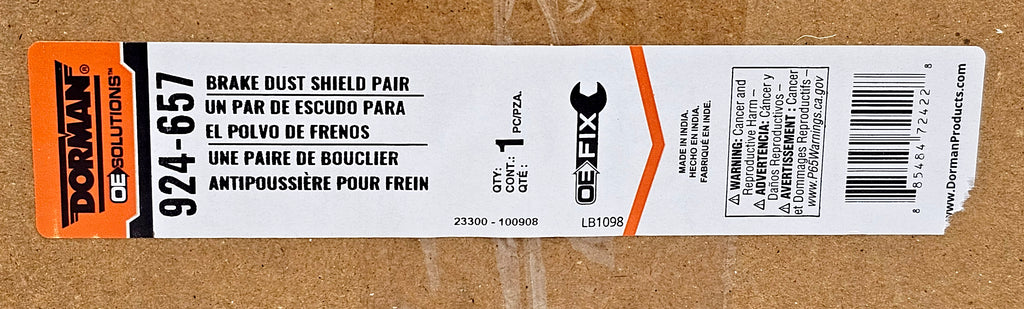 DORMAN®
OE SOLUTIONS™
924-657
BRAKE DUST SHIELD PAIR
UN PAR DE ESCUDO PARA
EL POLVO DE FRENOS
UNE PAIRE DE BOUCLIER
ANTIPOUSSIÈRE POUR FREIN
QTY:
CONT.:
QTÉ :
1 PC/PZA.
23300 - 100908
OE FIX
LB1098
MADE IN INDIA.
HECHO EN INDIA.
FABRIQUÉ EN INDE.
⚠ WARNING: Cancer and
Reproductive Harm –
⚠ ADVERTENCIA: Cáncer y
Daños Reproductivos –
⚠ AVERTISSEMENT : Cancer
et Dommages Reproductifs –
www.P65Warnings.ca.gov
8 85484 72422 8
www.DormanProducts.com